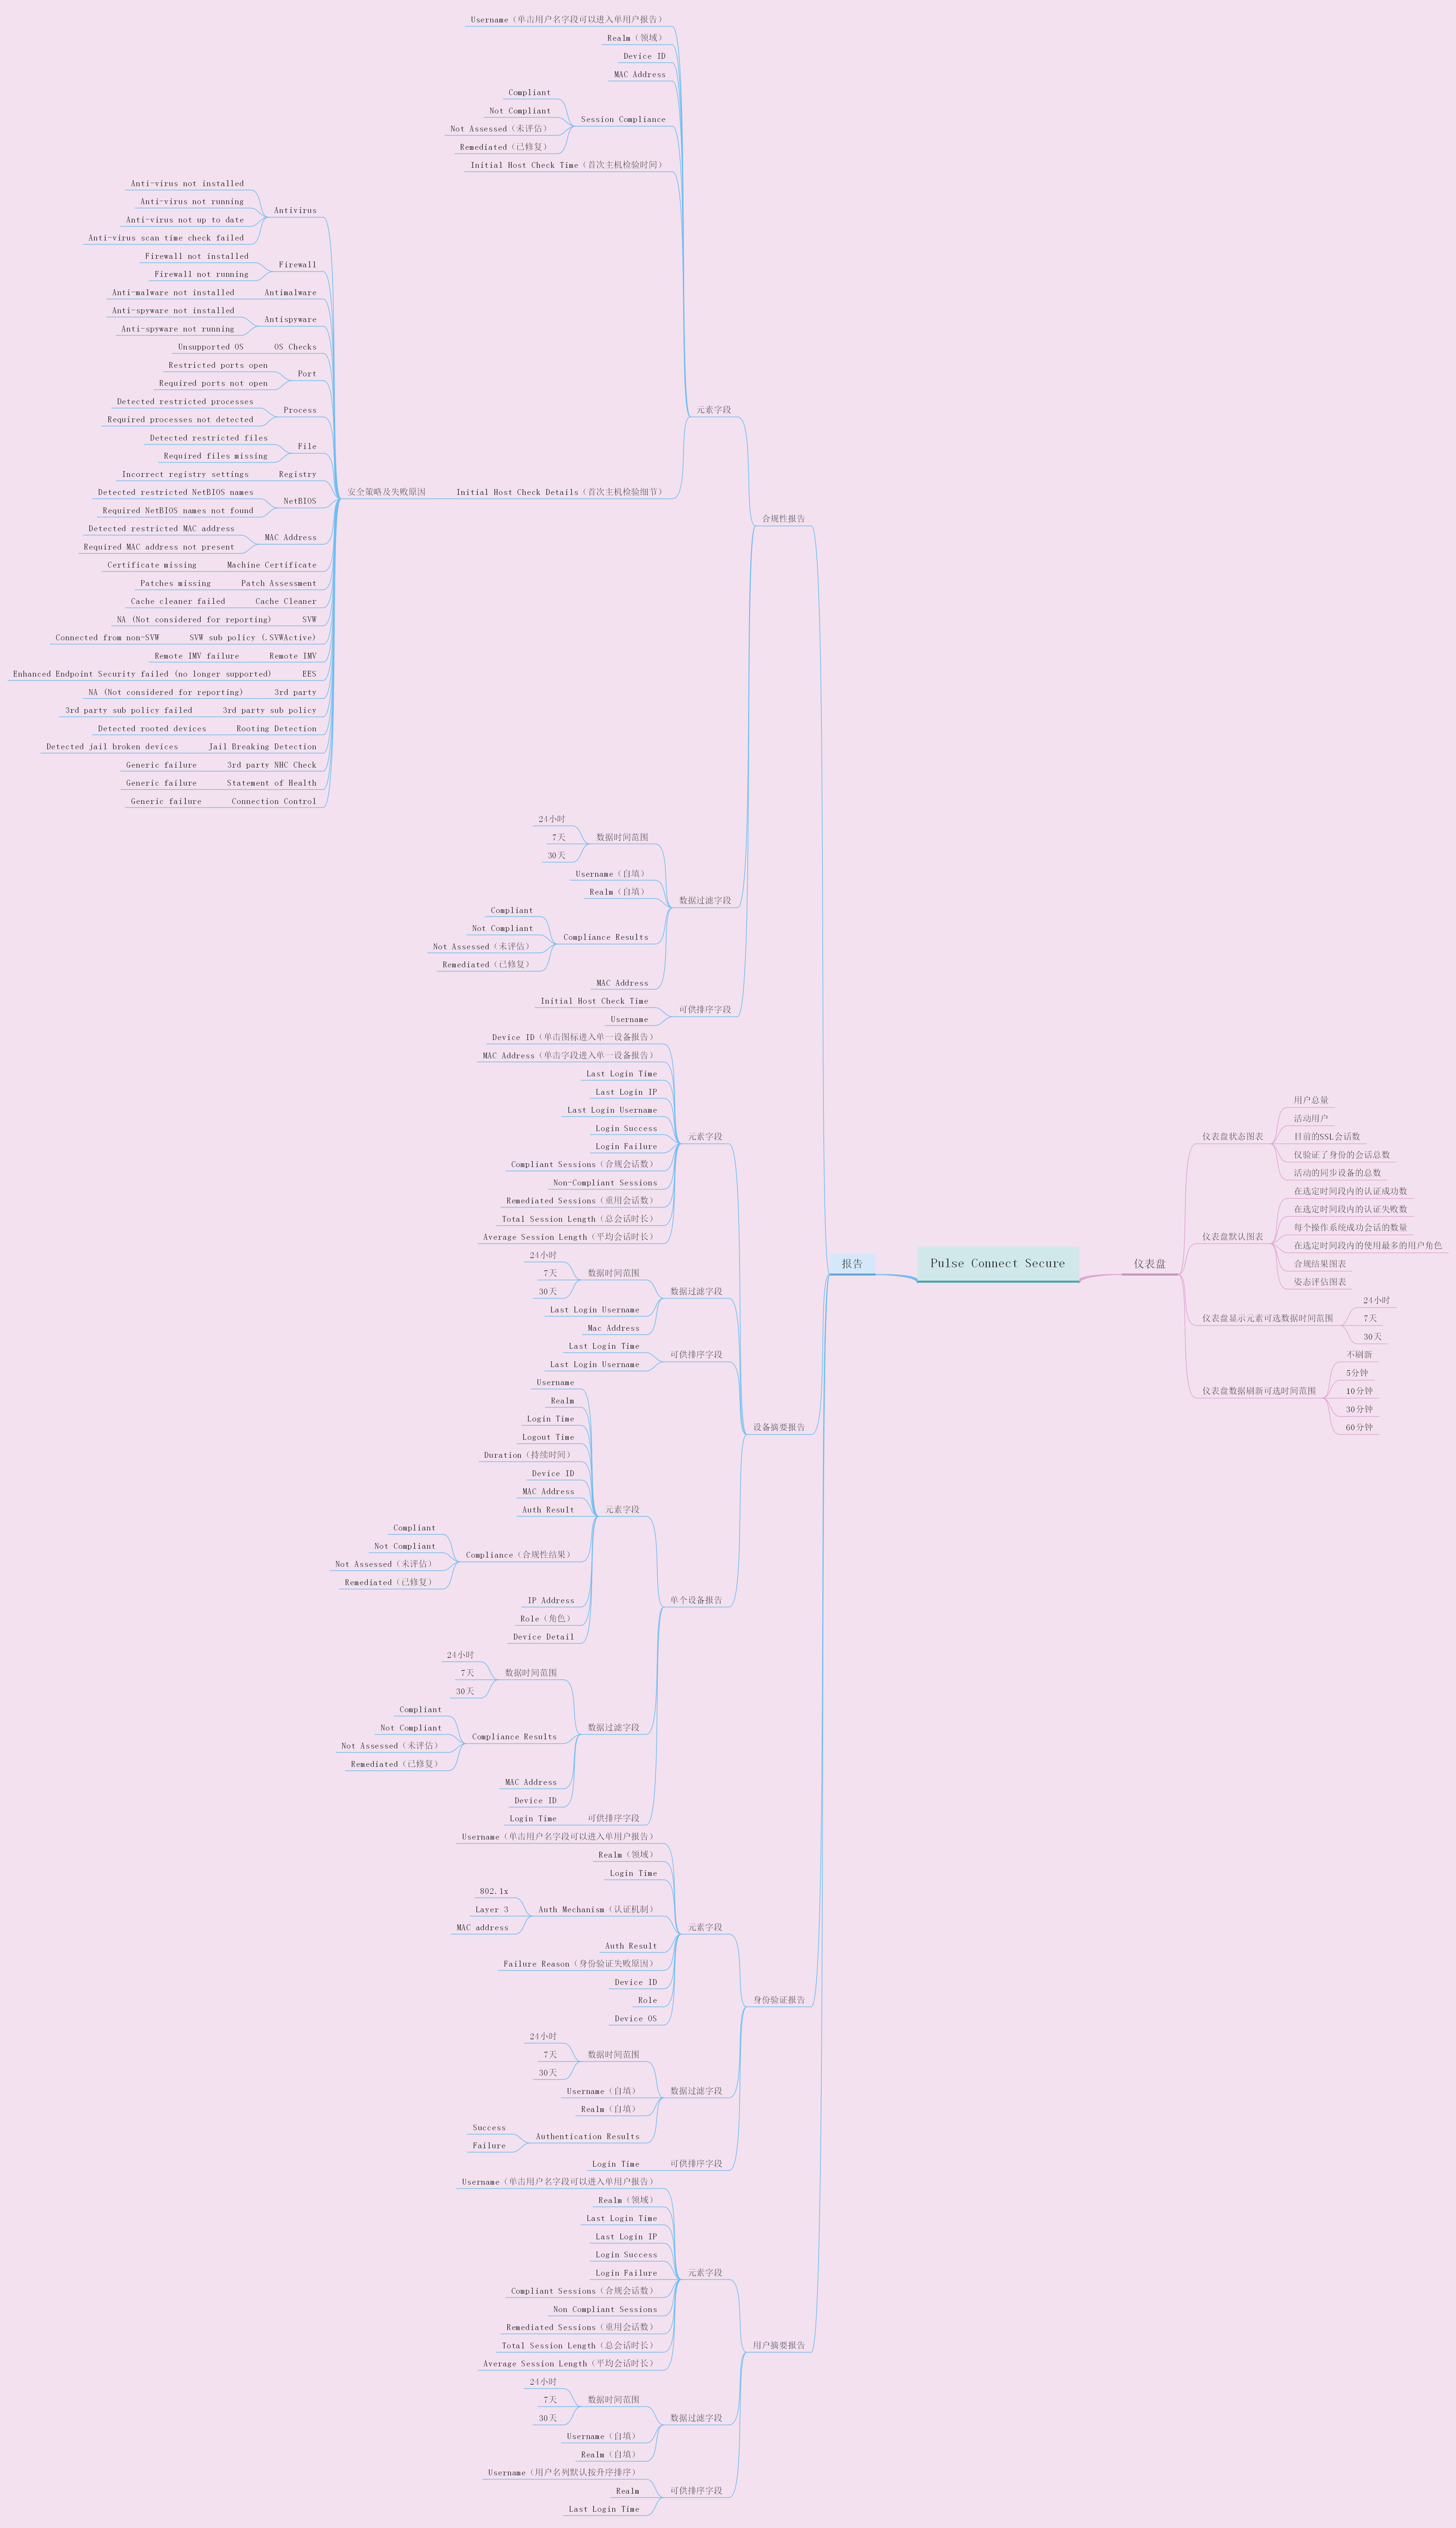 Pulse Connect Secure
报告
合规性报告
元素字段
Username（单击用户名字段可以进入单用户报告）
Realm（领域）
Device ID
MAC Address
Session Compliance
Compliant
Not Compliant
Not Assessed（未评估）
Remediated（已修复）
Initial Host Check Time（首次主机检验时间）
Initial Host Check Details（首次主机检验细节）
安全策略及失败原因
Antivirus
Anti-virus not installed
Anti-virus not running
Anti-virus not up to date
Anti-virus scan time check failed
Firewall
Firewall not installed
Firewall not running
Antimalware
Anti-malware not installed
Antispyware
Anti-spyware not installed
Anti-spyware not running
OS Checks
Unsupported OS
Port
Restricted ports open
Required ports not open
Process
Detected restricted processes
Required processes not detected
File
Detected restricted files
Required files missing
Registry
Incorrect registry settings
NetBIOS
Detected restricted NetBIOS names
Required NetBIOS names not found
MAC Address
Detected restricted MAC address
Required MAC address not present
Machine Certificate
Certificate missing
Patch Assessment
Patches missing
Cache Cleaner
Cache cleaner failed
SVW
NA (Not considered for reporting)
SVW sub policy (.SVWActive)
Connected from non-SVW
Remote IMV
Remote IMV failure
EES
Enhanced Endpoint Security failed (no longer supported)
3rd party
NA (Not considered for reporting)
3rd party sub policy
3rd party sub policy failed
Rooting Detection
Detected rooted devices
Jail Breaking Detection
Detected jail broken devices
3rd party NHC Check
Generic failure
Statement of Health
Generic failure
Connection Control
Generic failure
数据过滤字段
数据时间范围
24小时
7天
30天
Username（自填）
Realm（自填）
Compliance Results
Compliant
Not Compliant
Not Assessed（未评估）
Remediated（已修复）
MAC Address
可供排序字段
Initial Host Check Time
Username
设备摘要报告
元素字段
Device ID（单击图标进入单一设备报告）
MAC Address（单击字段进入单一设备报告）
Last Login Time
Last Login IP
Last Login Username
Login Success
Login Failure
Compliant Sessions（合规会话数）
Non-Compliant Sessions
Remediated Sessions（重用会话数）
Total Session Length（总会话时长）
Average Session Length（平均会话时长）
数据过滤字段
数据时间范围
24小时
7天
30天
Last Login Username
Mac Address
可供排序字段
Last Login Time
Last Login Username
单个设备报告
元素字段
Username
Realm
Login Time
Logout Time
Duration（持续时间）
Device ID
MAC Address
Auth Result
Compliance（合规性结果）
Compliant
Not Compliant
Not Assessed（未评估）
Remediated（已修复）
IP Address
Role（角色）
Device Detail
数据过滤字段
数据时间范围
24小时
7天
30天
Compliance Results
Compliant
Not Compliant
Not Assessed（未评估）
Remediated（已修复）
MAC Address
Device ID
可供排序字段
Login Time
身份验证报告
元素字段
Username（单击用户名字段可以进入单用户报告）
Realm（领域）
Login Time
Auth Mechanism（认证机制）
802.1x
Layer 3
MAC address
Auth Result
Failure Reason（身份验证失败原因）
Device ID
Role
Device OS
数据过滤字段
数据时间范围
24小时
7天
30天
Username（自填）
Realm（自填）
Authentication Results
Success
Failure
可供排序字段
Login Time
用户摘要报告
元素字段
Username（单击用户名字段可以进入单用户报告）
Realm（领域）
Last Login Time
Last Login IP
Login Success
Login Failure
Compliant Sessions（合规会话数）
Non Compliant Sessions
Remediated Sessions（重用会话数）
Total Session Length（总会话时长）
Average Session Length（平均会话时长）
数据过滤字段
数据时间范围
24小时
7天
30天
Username（自填）
Realm（自填）
可供排序字段
Username（用户名列默认按升序排序）
Realm
Last Login Time
仪表盘
仪表盘状态图表
用户总量
活动用户
目前的SSL会话数
仅验证了身份的会话总数
活动的同步设备的总数
仪表盘默认图表
在选定时间段内的认证成功数
在选定时间段内的认证失败数
每个操作系统成功会话的数量
在选定时间段内的使用最多的用户角色
合规结果图表
姿态评估图表
仪表盘显示元素可选数据时间范围
24小时
7天
30天
仪表盘数据刷新可选时间范围
不刷新
5分钟
10分钟
30分钟
60分钟